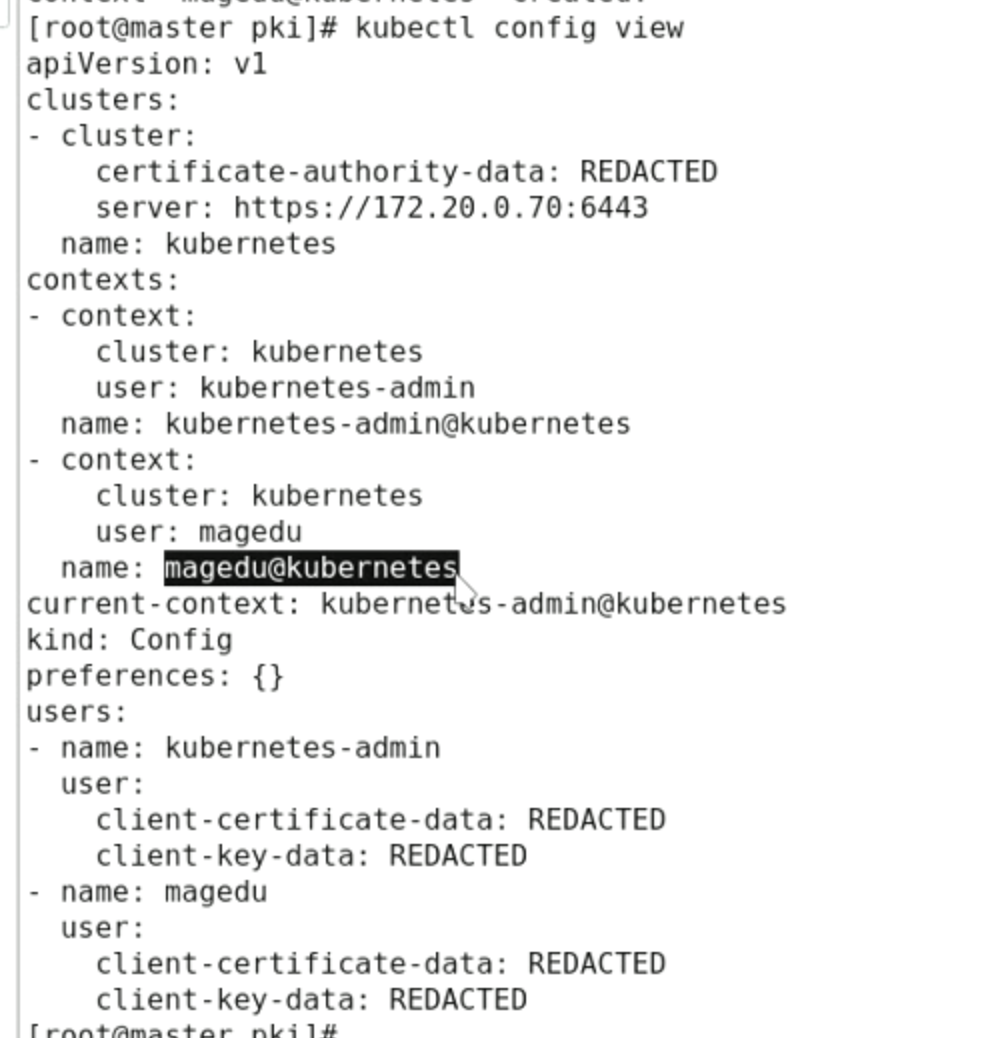 context "magedu@kubernetes" created.
[root@master pki]# kubectl config view
apiVersion: v1
clusters:
- cluster:
    certificate-authority-data: REDACTED
    server: https://172.20.0.70:6443
  name: kubernetes
contexts:
- context:
    cluster: kubernetes
    user: kubernetes-admin
  name: kubernetes-admin@kubernetes
- context:
    cluster: kubernetes
    user: magedu
  name: magedu@kubernetes
current-context: kubernetes-admin@kubernetes
kind: Config
preferences: {}
users:
- name: kubernetes-admin
  user:
    client-certificate-data: REDACTED
    client-key-data: REDACTED
- name: magedu
  user:
    client-certificate-data: REDACTED
    client-key-data: REDACTED
[root@master pki]#